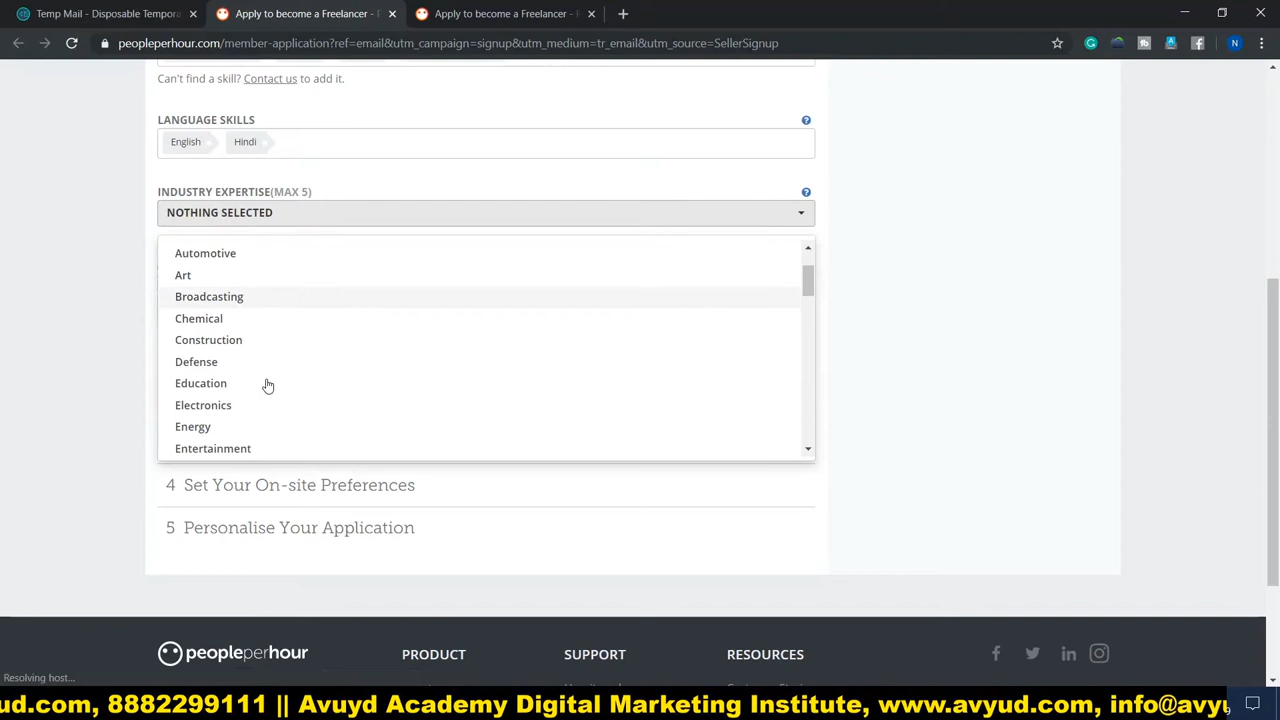 Temp Mail - Disposable Tempora
Apply to become a Freelancer - P
Apply to become a Freelancer - P
peopleperhour.com/member-application?ref=email&utm_campaign=signup&utm_medium=tr_email&utm_source=SellerSignup
N
Can't find a skill? Contact us to add it.
LANGUAGE SKILLS
English
Hindi
INDUSTRY EXPERTISE(MAX 5)
NOTHING SELECTED
Automotive
Art
Broadcasting
Chemical
Construction
Defense
Education
Electronics
Energy
Entertainment
4 Set Your On-site Preferences
5 Personalise Your Application
peopleperhour
PRODUCT
SUPPORT
RESOURCES
Resolving host...
ud.com, 8882299111 || Avuyd Academy Digital Marketing Institute, www.avyud.com, info@avyu